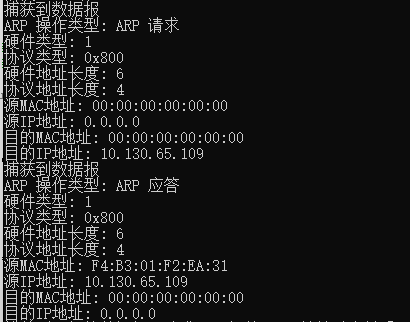 捕获到数据报
ARP 操作类型: ARP 请求
硬件类型: 1
协议类型: 0x800
硬件地址长度: 6
协议地址长度: 4
源MAC地址: 00:00:00:00:00:00
源IP地址: 0.0.0.0
目的MAC地址: 00:00:00:00:00:00
目的IP地址: 10.130.65.109
捕获到数据报
ARP 操作类型: ARP 应答
硬件类型: 1
协议类型: 0x800
硬件地址长度: 6
协议地址长度: 4
源MAC地址: F4:B3:01:F2:EA:31
源IP地址: 10.130.65.109
目的MAC地址: 00:00:00:00:00:00
目的IP地址: 0.0.0.0